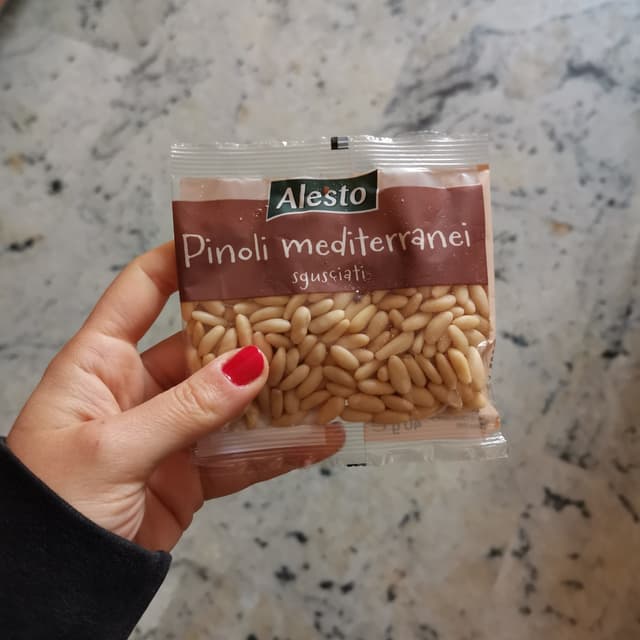 Alesto
Pinoli mediterranei
sgusciati